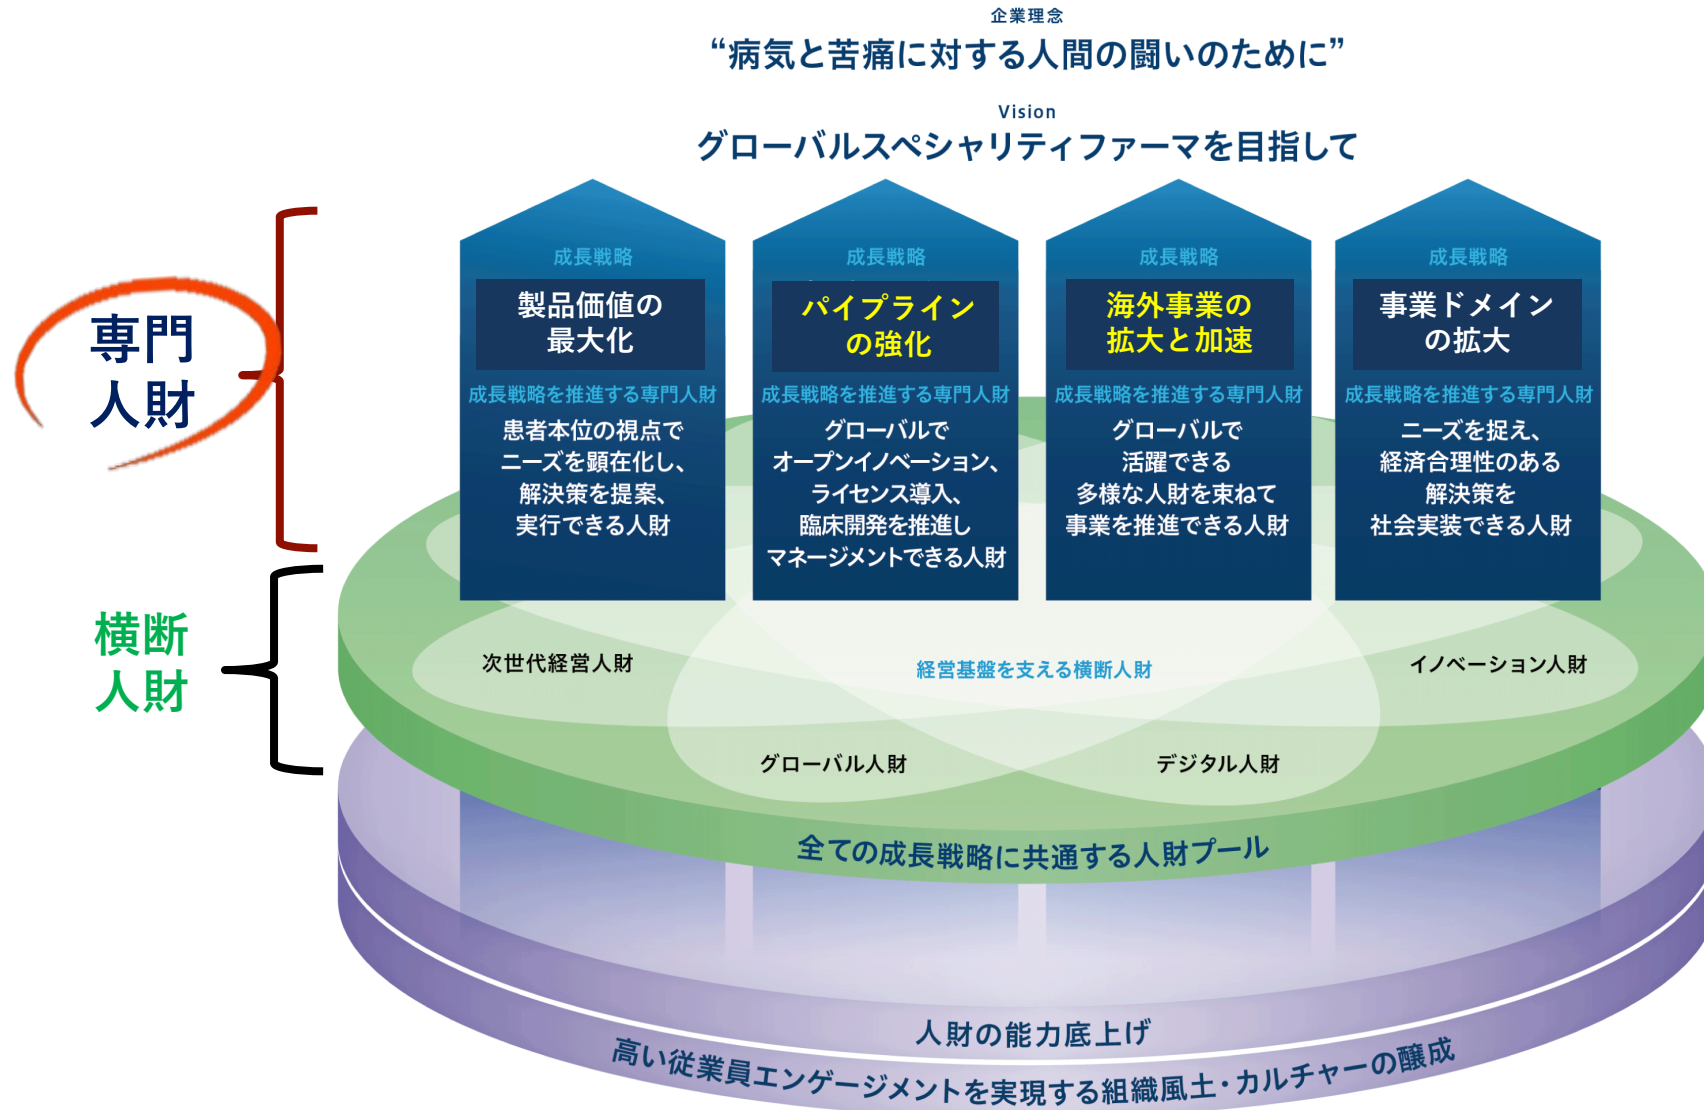 企業理念
“病気と苦痛に対する人間の闘いのために”
Vision
グローバルスペシャリティファーマを目指して
専門
人財
成長戦略
製品価値の
最大化
成長戦略を推進する専門人財
患者本位の視点で
ニーズを顕在化し、
解決策を提案、
実行できる人財
成長戦略
パイプライン
の強化
成長戦略を推進する専門人財
グローバルで
オープンイノベーション、
ライセンス導入、
臨床開発を推進し
マネージメントできる人財
成長戦略
海外事業の
拡大と加速
成長戦略を推進する専門人財
グローバルで
活躍できる
多様な人財を束ねて
事業を推進できる人財
成長戦略
事業ドメイン
の拡大
成長戦略を推進する専門人財
ニーズを捉え、
経済合理性のある
解決策を
社会実装できる人財
横断
人財
次世代経営人財
経営基盤を支える横断人財
イノベーション人財
グローバル人財
デジタル人財
全ての成長戦略に共通する人財プール
人財の能力底上げ
高い従業員エンゲージメントを実現する組織風土・カルチャーの醸成